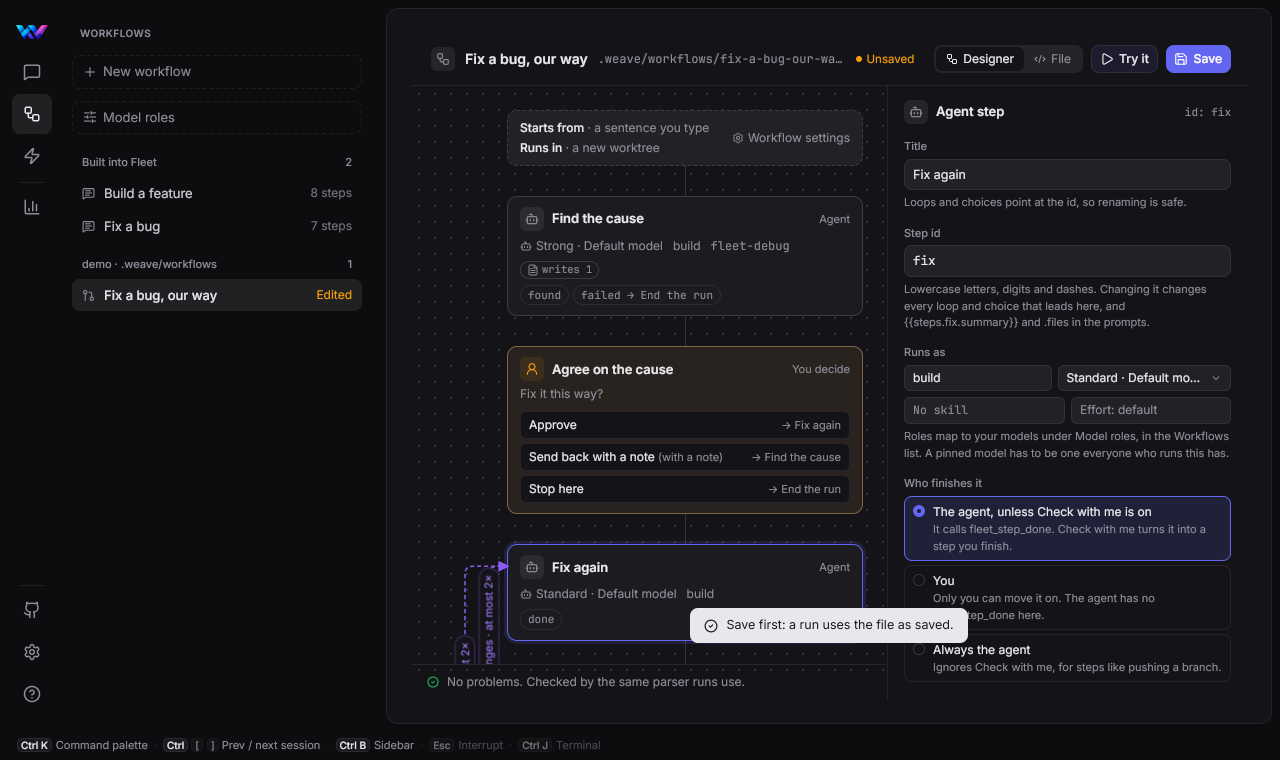 WORKFLOWS
New workflow
Model roles
Built into Fleet 2
Build a feature 8 steps
Fix a bug 7 steps
demo · .weave/workflows 1
Fix a bug, our way Edited
Fix a bug, our way .weave/workflows/fix-a-bug-our-wa… Unsaved Designer File Try it Save
Starts from · a sentence you type
Runs in · a new worktree
Workflow settings
Find the cause Agent
Strong · Default model build fleet-debug
writes 1
found failed → End the run
Agree on the cause You decide
Fix it this way?
Approve → Fix again
Send back with a note (with a note) → Find the cause
Stop here → End the run
Fix again Agent
Standard · Default model build
done
nges · at most 2×
t 2×
No problems. Checked by the same parser runs use.
Agent step id: fix
Title
Fix again
Loops and choices point at the id, so renaming is safe.
Step id
fix
Lowercase letters, digits and dashes. Changing it changes
every loop and choice that leads here, and
{{steps.fix.summary}} and .files in the prompts.
Runs as
build Standard · Default mo…
No skill Effort: default
Roles map to your models under Model roles, in the Workflows
list. A pinned model has to be one everyone who runs this has.
Who finishes it
The agent, unless Check with me is on
It calls fleet_step_done. Check with me turns it into a
step you finish.
You
Only you can move it on. The agent has no
tep_done here.
Save first: a run uses the file as saved.
Always the agent
Ignores Check with me, for steps like pushing a branch.
Ctrl K Command palette · Ctrl [ ] Prev / next session · Ctrl B Sidebar · Esc Interrupt · Ctrl J Terminal